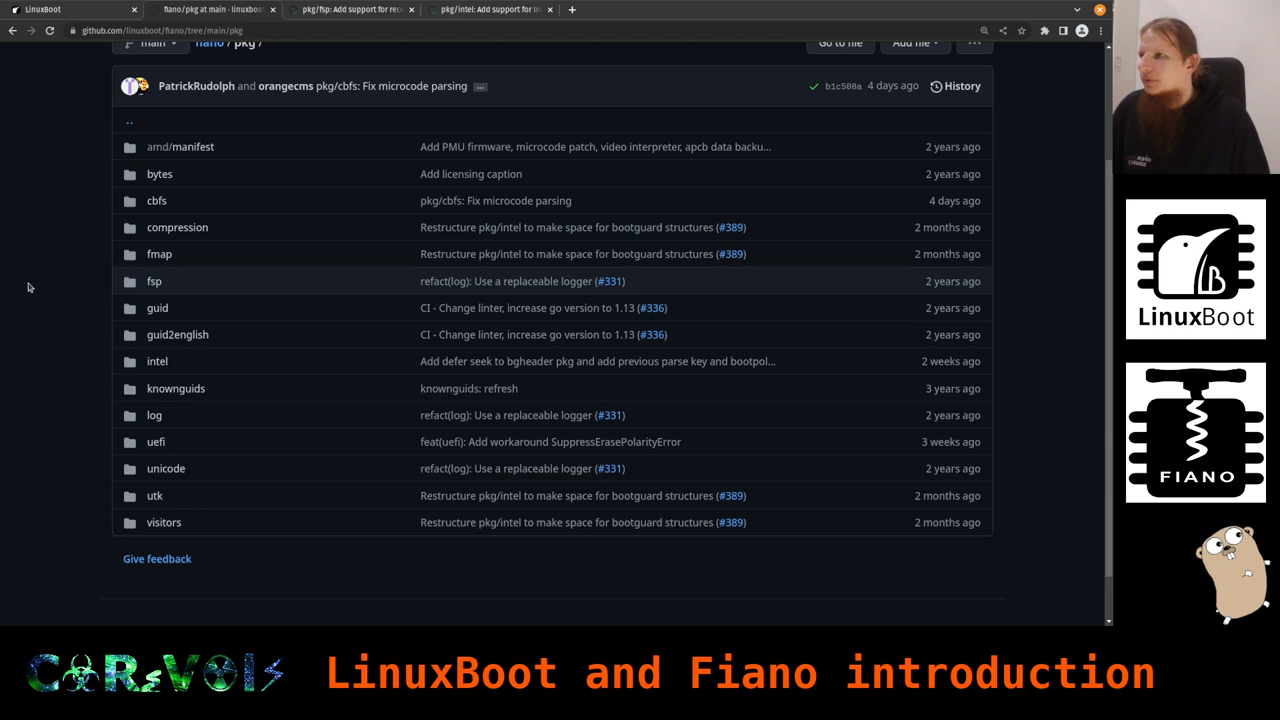 LinuxBoot
fiano/pkg at main · linuxboot
pkg/fsp: Add support for rec
pkg/intel: Add support for Int
github.com/linuxboot/fiano/tree/main/pkg
main
fiano / pkg /
Go to file
Add file
PatrickRudolph and orangecms pkg/cbfs: Fix microcode parsing
b1c508a 4 days ago History
..
amd/manifest Add PMU firmware, microcode patch, video interpreter, apcb data backu... 2 years ago
bytes Add licensing caption 2 years ago
cbfs pkg/cbfs: Fix microcode parsing 4 days ago
compression Restructure pkg/intel to make space for bootguard structures (#389) 2 months ago
fmap Restructure pkg/intel to make space for bootguard structures (#389) 2 months ago
fsp refact(log): Use a replaceable logger (#331) 2 years ago
guid CI - Change linter, increase go version to 1.13 (#336) 2 years ago
guid2english CI - Change linter, increase go version to 1.13 (#336) 2 years ago
intel Add defer seek to bgheader pkg and add previous parse key and bootpol... 2 weeks ago
knownguids knownguids: refresh 3 years ago
log refact(log): Use a replaceable logger (#331) 2 years ago
uefi feat(uefi): Add workaround SuppressErasePolarityError 3 weeks ago
unicode refact(log): Use a replaceable logger (#331) 2 years ago
utk Restructure pkg/intel to make space for bootguard structures (#389) 2 months ago
visitors Restructure pkg/intel to make space for bootguard structures (#389) 2 months ago
Give feedback
LB
LinuxBoot
FIANO
LinuxBoot and Fiano introduction